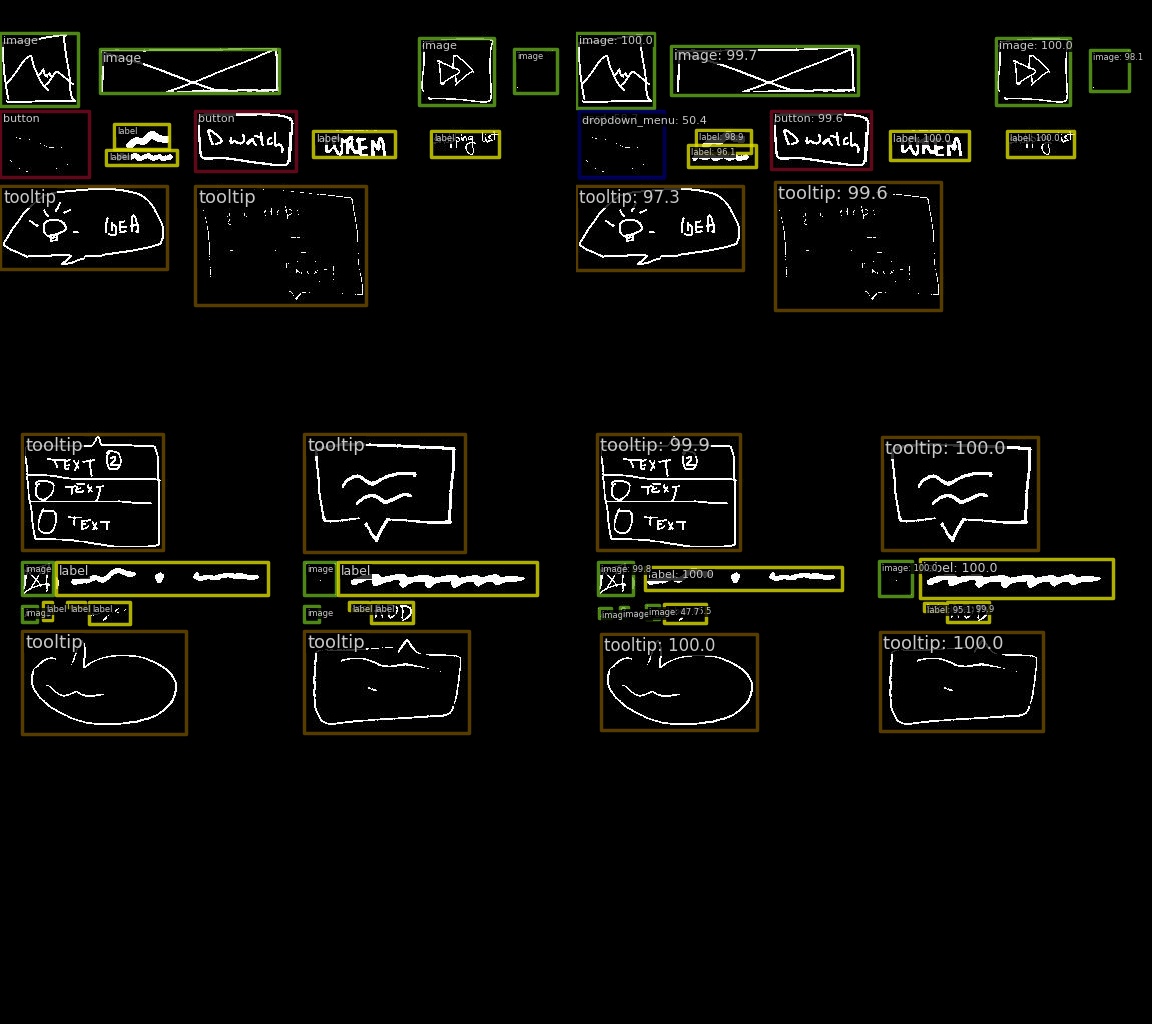 image image image image image: 100.0 image: 99.7 image: 100.0 image: 98.1
button label button dropdown_menu: 50.4 label: 98.9 button: 99.6
label D watch label WREM label label: 96.1 D watch label: 100.0 WREM label: 100.0
tooltip tooltip tooltip: 97.3 tooltip: 99.6
IDEA IDEA
tooltip tooltip tooltip: 99.9 tooltip: 100.0
TEXT 2 TEXT 2
TEXT TEXT
TEXT TEXT
image label image label image: 99.8 label: 100.0 image: 100.0 label: 100.0
image label label label image label label image: 47.7 label: 95.1 99.9
tooltip tooltip tooltip: 100.0 tooltip: 100.0